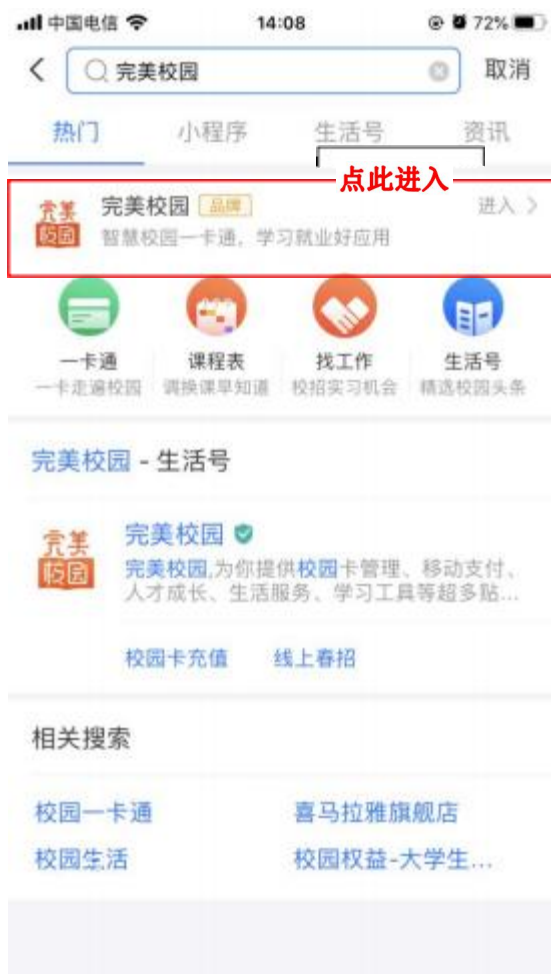 中国电信 14:08 72%
完美校园 取消
热门 小程序 生活号 资讯
点此进入
完美校园 完美校园 品牌 进入
智慧校园一卡通，学习就业好应用
一卡通 课程表 找工作 生活号
一卡走遍校园 调换课早知道 校招实习机会 精选校园头条
完美校园 - 生活号
完美校园 完美校园
完美校园,为你提供校园卡管理、移动支付、
人才成长、生活服务、学习工具等超多贴...
校园卡充值 线上春招
相关搜索
校园一卡通 喜马拉雅旗舰店
校园生活 校园权益-大学生...